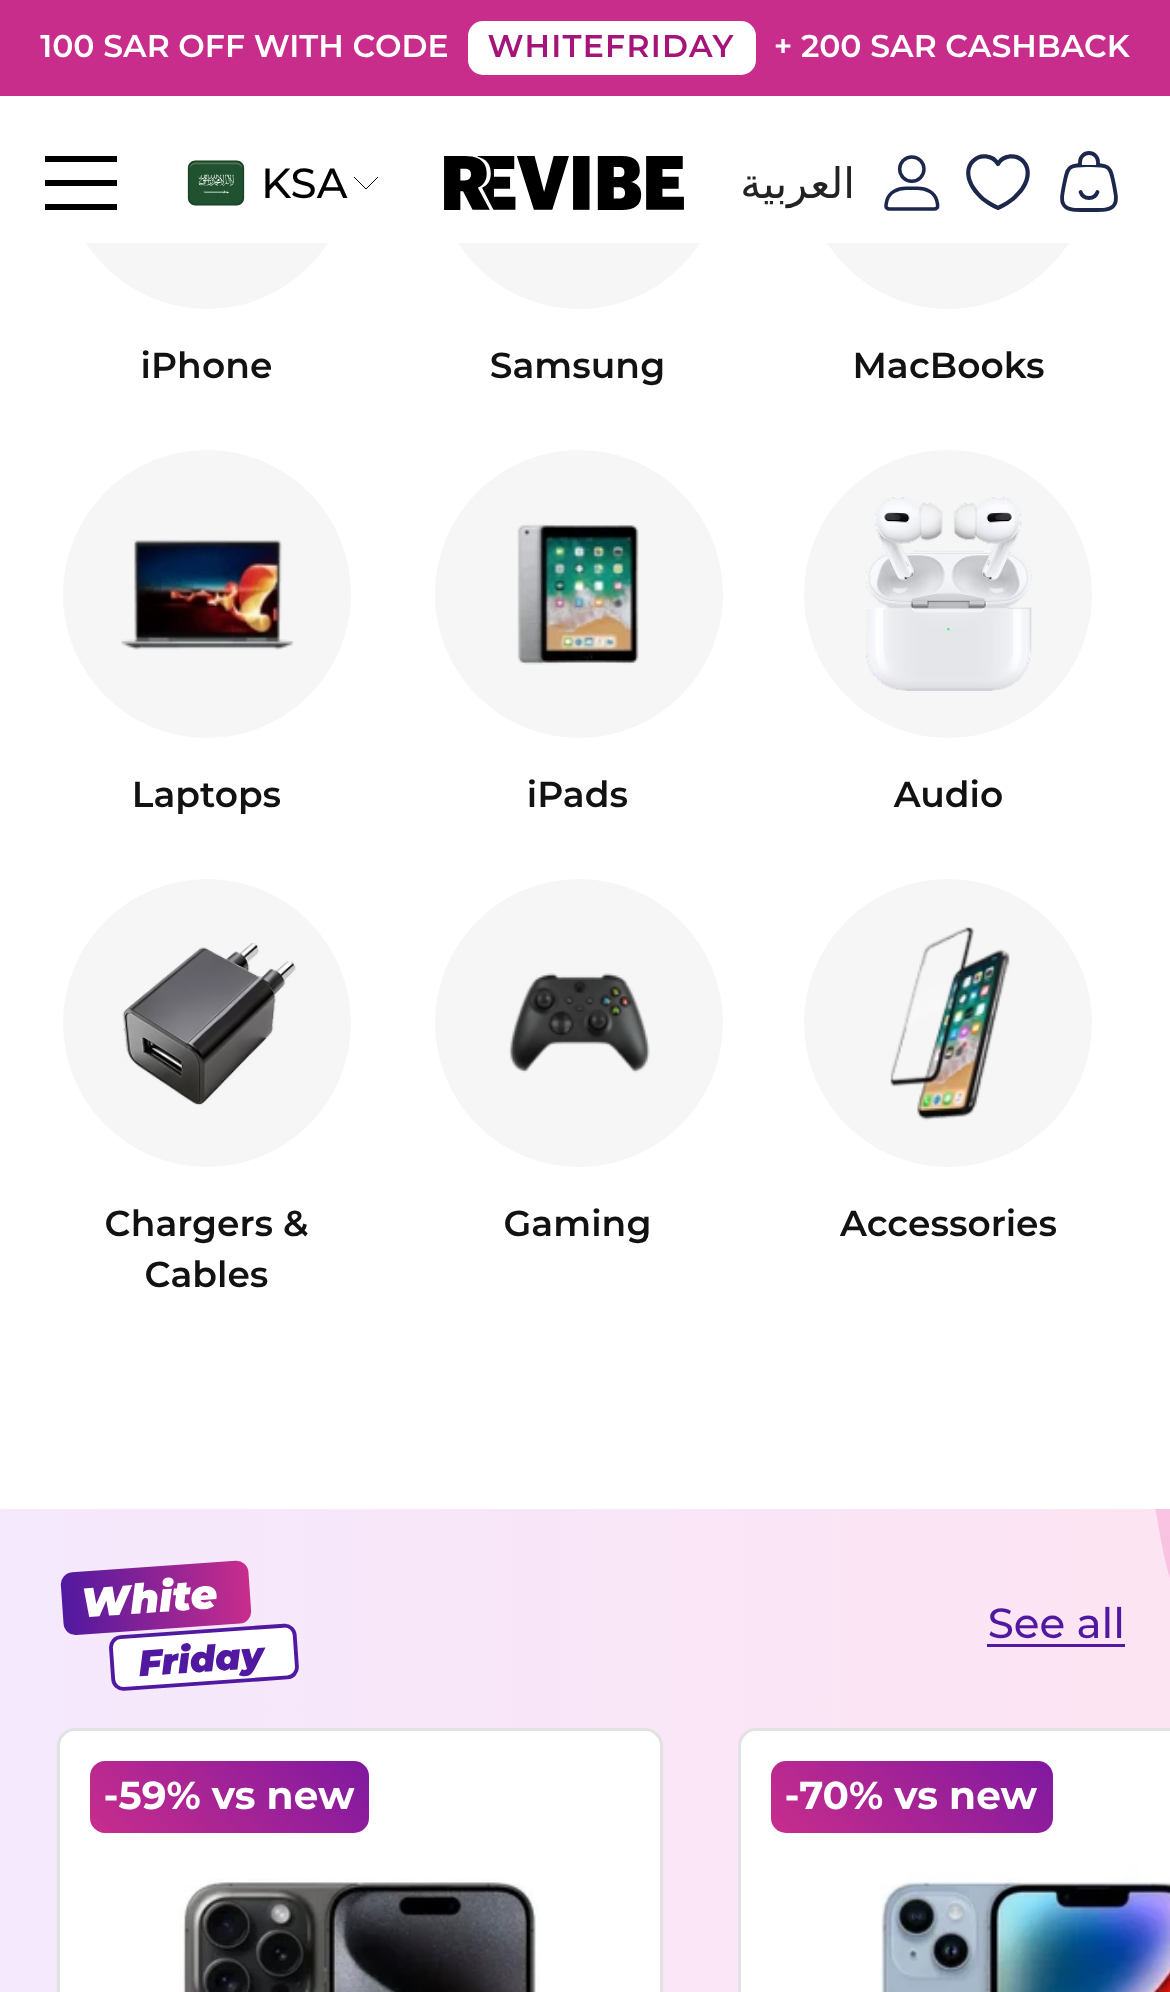 100 SAR OFF WITH CODE WHITEFRIDAY + 200 SAR CASHBACK
KSA REVIBE العربية
iPhone Samsung MacBooks
Laptops iPads Audio
Chargers & Gaming Accessories
Cables
White
Friday
See all
-59% vs new -70% vs new